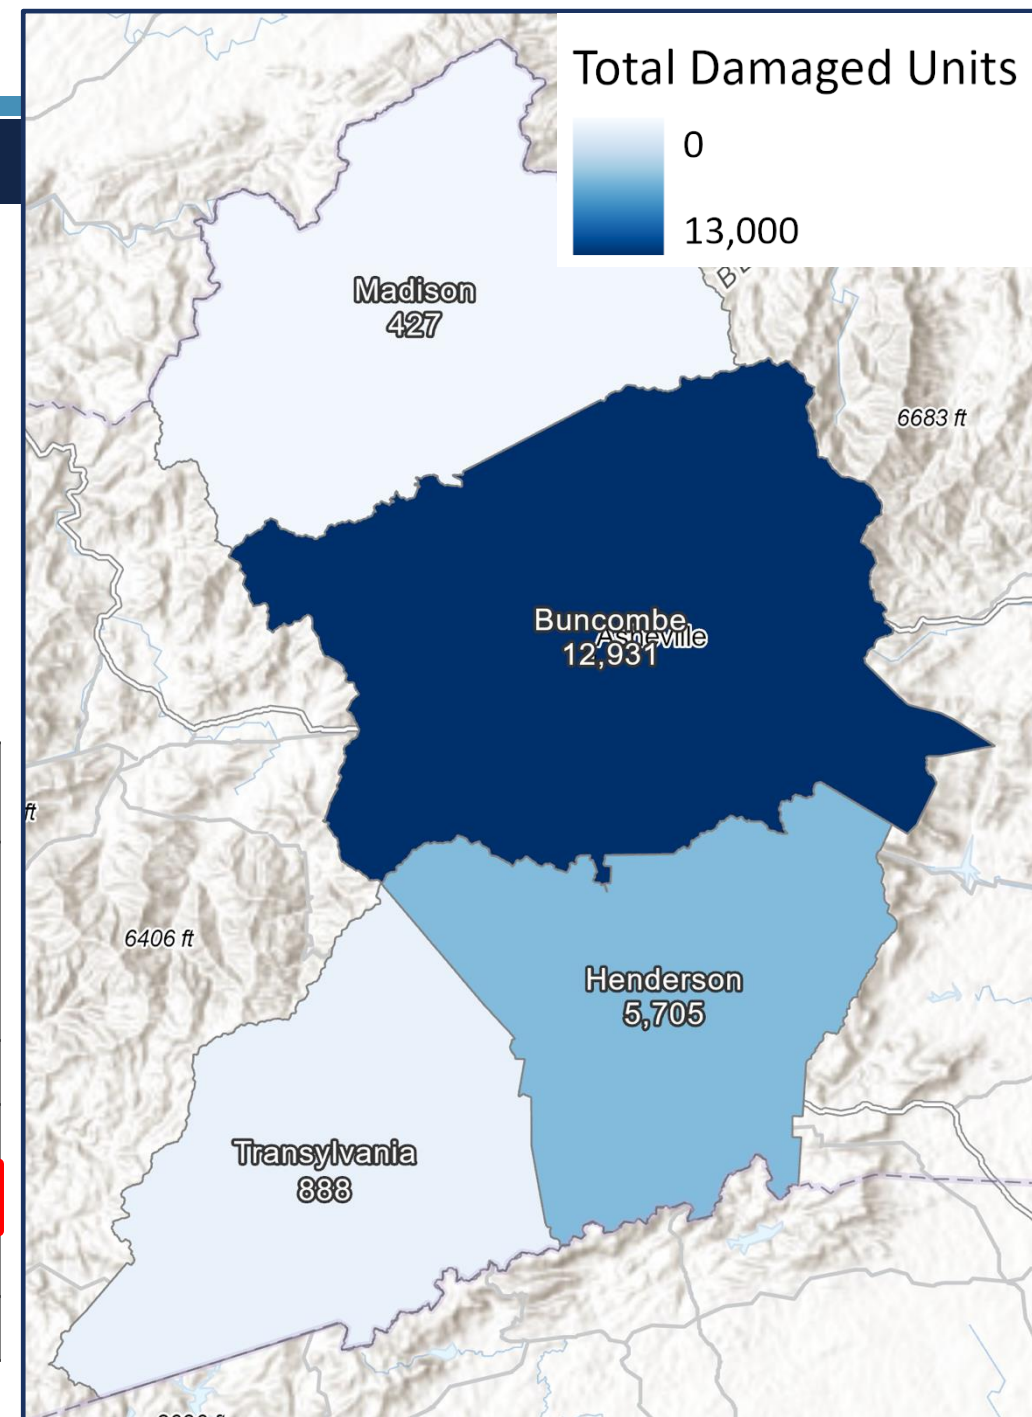 Total Damaged Units
0
13,000
Madison
427
6683 ft
Buncombe
Asheville
12,931
ft
6406 ft
Henderson
5,705
Transylvania
888